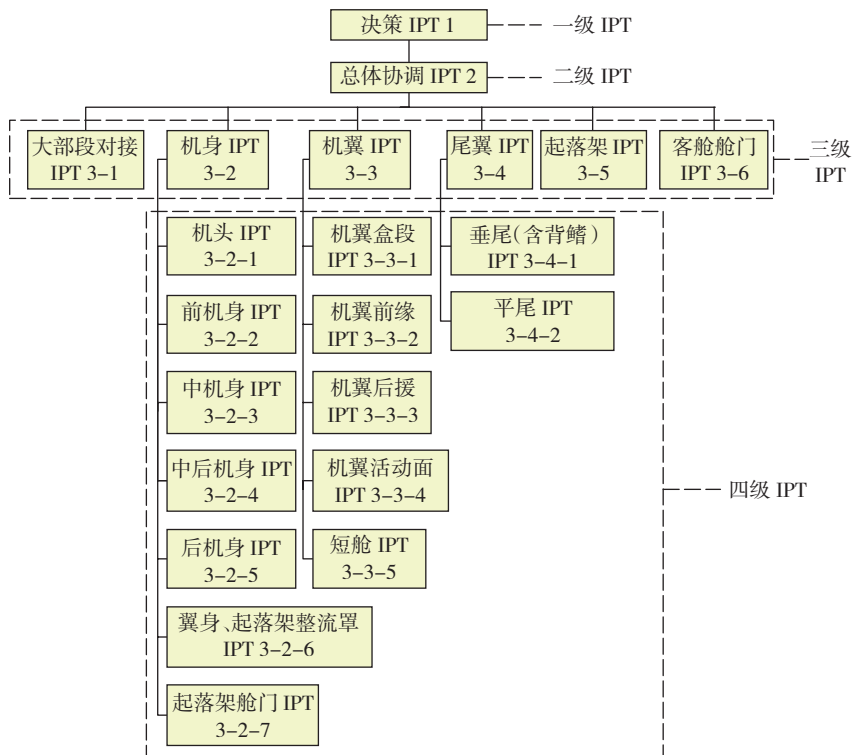 决策 IPT 1
一级 IPT
总体协调 IPT 2
二级 IPT
大部段对接
IPT 3-1
机身 IPT
3-2
机翼 IPT
3-3
尾翼 IPT
3-4
起落架 IPT
3-5
客舱舱门
IPT 3-6
三级
IPT
机头 IPT
3-2-1
前机身 IPT
3-2-2
中机身 IPT
3-2-3
中后机身 IPT
3-2-4
后机身 IPT
3-2-5
翼身、起落架整流罩
IPT 3-2-6
起落架舱门 IPT
3-2-7
机翼盒段
IPT 3-3-1
机翼前缘
IPT 3-3-2
机翼后援
IPT 3-3-3
机翼活动面
IPT 3-3-4
短舱 IPT
3-3-5
垂尾(含背鳍)
IPT 3-4-1
平尾 IPT
3-4-2
四级 IPT